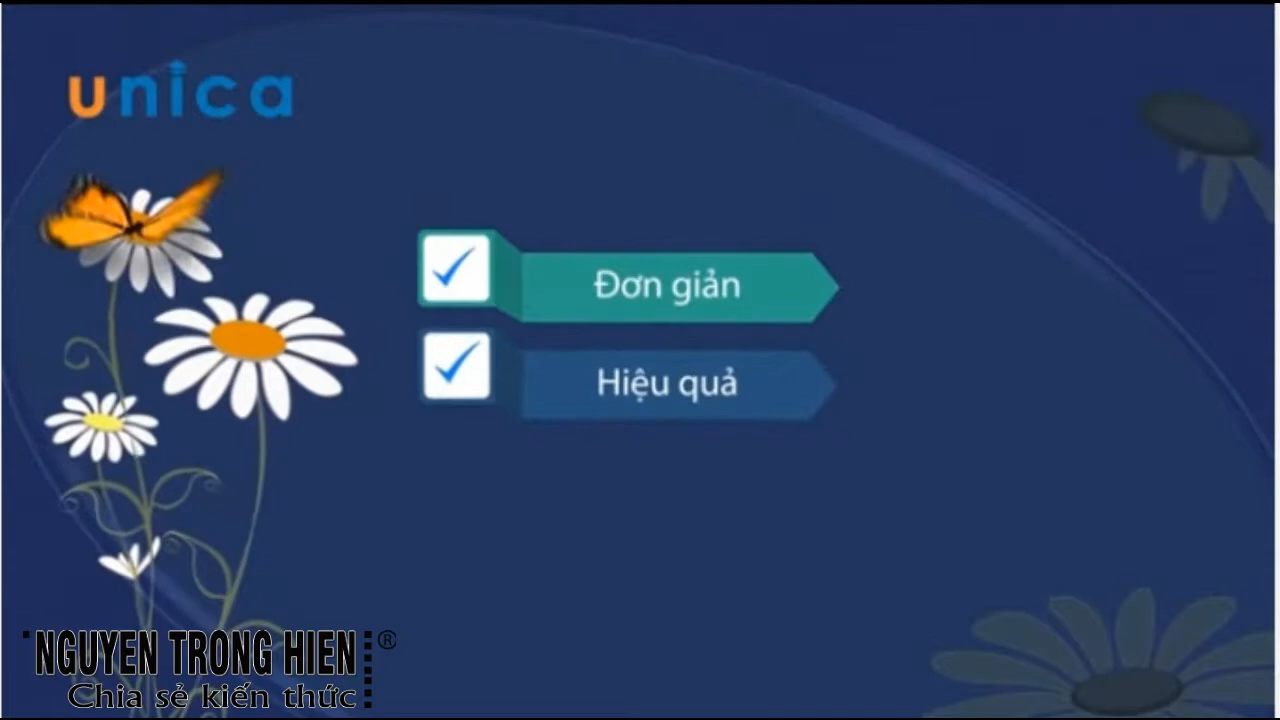 unica
Đơn giản
Hiệu quả
NGUYEN TRONG HIEN ®
Chia sẻ kiến thức